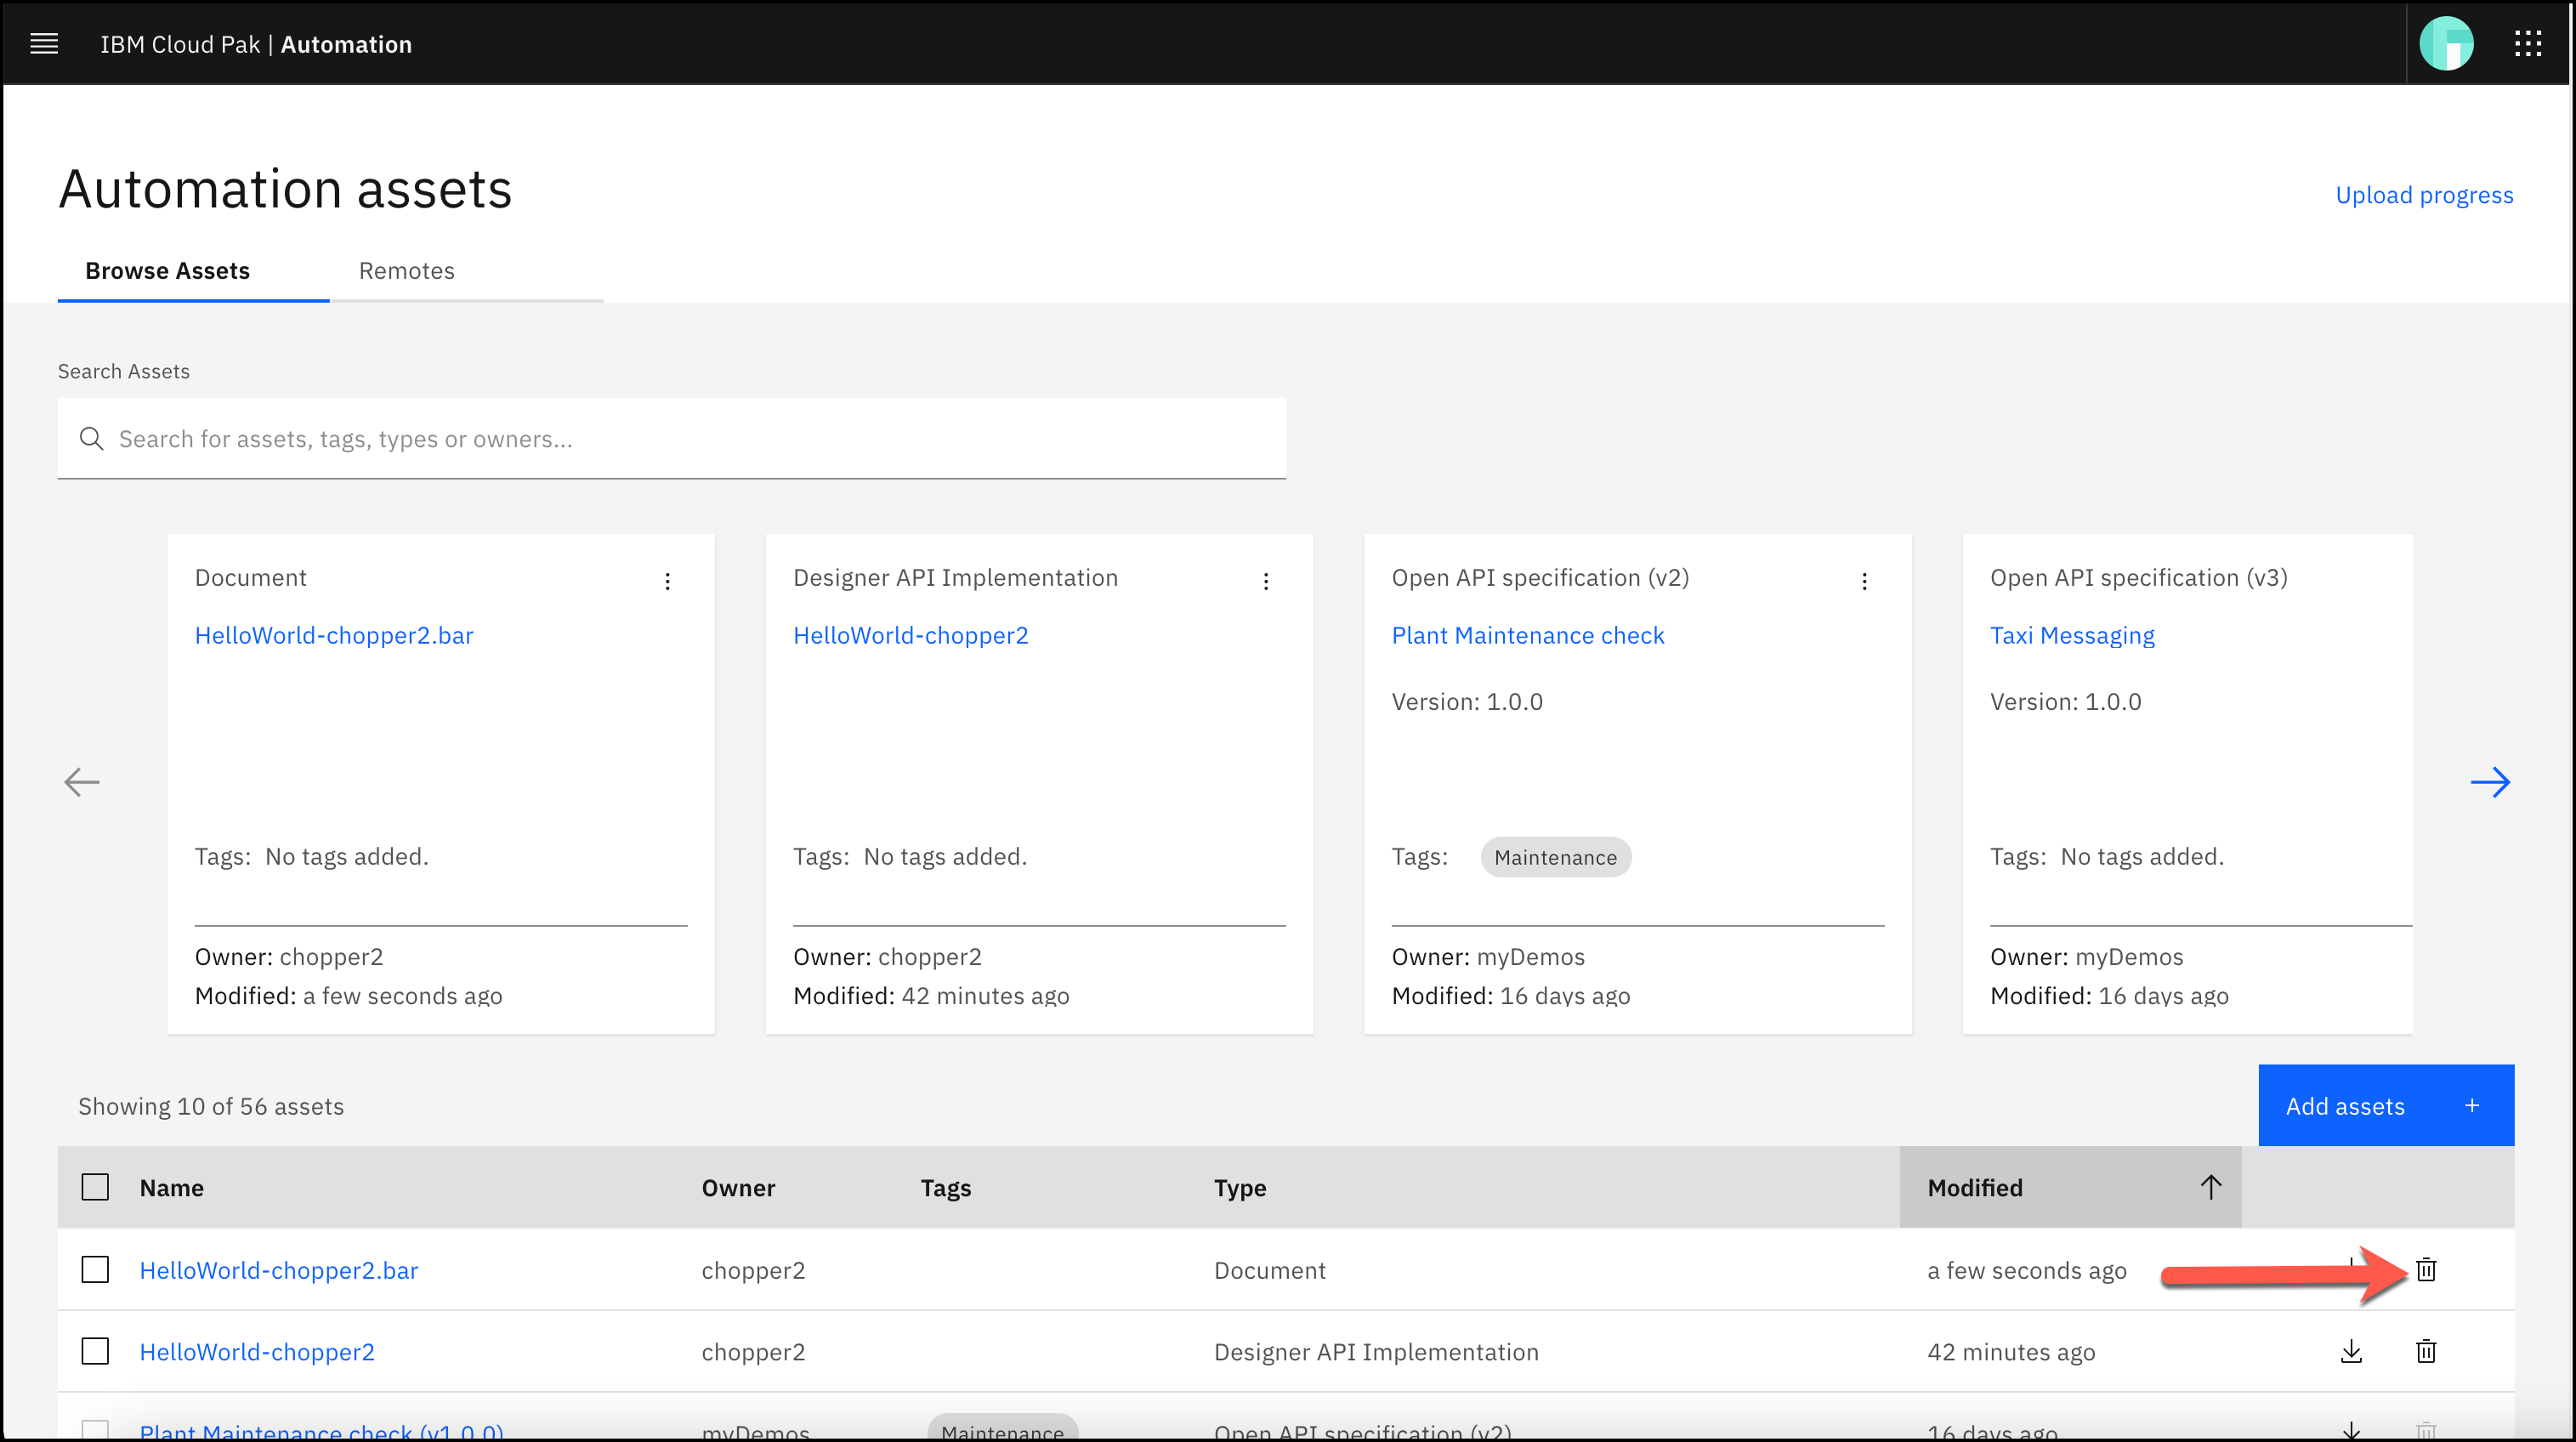 IBM Cloud Pak | Automation
Automation assets
Upload progress
Browse Assets
Remotes
Search Assets
Search for assets, tags, types or owners...
Document
HelloWorld-chopper2.bar
Tags: No tags added.
Owner: chopper2
Modified: a few seconds ago
Designer API Implementation
HelloWorld-chopper2
Tags: No tags added.
Owner: chopper2
Modified: 42 minutes ago
Open API specification (v2)
Plant Maintenance check
Version: 1.0.0
Tags: Maintenance
Owner: myDemos
Modified: 16 days ago
Open API specification (v3)
Taxi Messaging
Version: 1.0.0
Tags: No tags added.
Owner: myDemos
Modified: 16 days ago
Showing 10 of 56 assets
Add assets +
Name Owner Tags Type Modified
HelloWorld-chopper2.bar chopper2 Document a few seconds ago
HelloWorld-chopper2 chopper2 Designer API Implementation 42 minutes ago
Plant Maintenance check (v1.0.0) myDemos Maintenance Open API specification (v2) 16 days ago